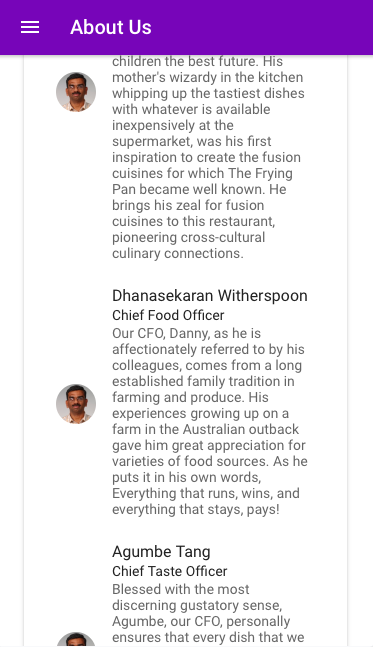 About Us
children the best future. His
mother's wizardy in the kitchen
whipping up the tastiest dishes
with whatever is available
inexpensively at the
supermarket, was his first
inspiration to create the fusion
cuisines for which The Frying
Pan became well known. He
brings his zeal for fusion
cuisines to this restaurant,
pioneering cross-cultural
culinary connections.
Dhanasekaran Witherspoon
Chief Food Officer
Our CFO, Danny, as he is
affectionately referred to by his
colleagues, comes from a long
established family tradition in
farming and produce. His
experiences growing up on a
farm in the Australian outback
gave him great appreciation for
varieties of food sources. As he
puts it in his own words,
Everything that runs, wins, and
everything that stays, pays!
Agumbe Tang
Chief Taste Officer
Blessed with the most
discerning gustatory sense,
Agumbe, our CFO, personally
ensures that every dish that we